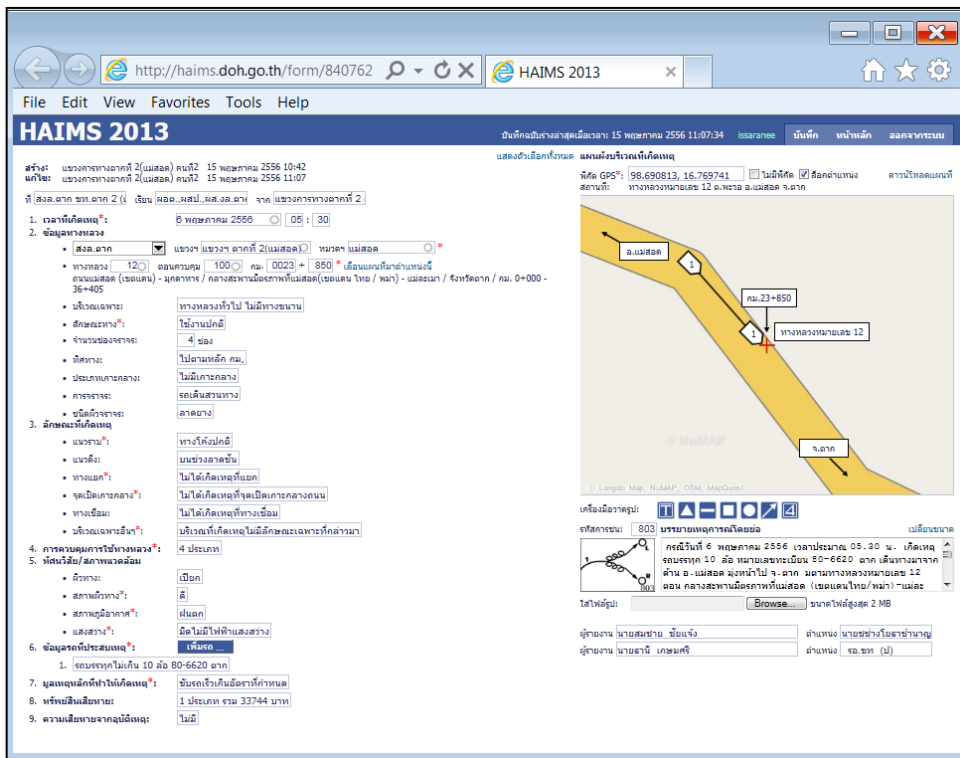 http://haims.doh.go.th/form/840762
HAIMS 2013
File Edit View Favorites Tools Help
HAIMS 2013
บันทึกฉบับร่างล่าสุดเมื่อเวลา: 15 พฤษภาคม 2556 11:07:34 issaranee บันทึก หน้าหลัก ออกจากระบบ
แสดงตัวเลือกทั้งหมด
สร้าง: แขวงการทางตากที่ 2(แม่สอด) คนที่2 15 พฤษภาคม 2556 10:42
แก้ไข: แขวงการทางตากที่ 2(แม่สอด) คนที่2 15 พฤษภาคม 2556 11:07
ที่ สงล.ตาก ขท.ตาก 2 (เ เรียน ผอต.,ผสป.,ผส.งล.ตา จาก แขวงการทางตากที่ 2
1. เวลาที่เกิดเหตุ*: 6 พฤษภาคม 2556 05 : 30
2. ข้อมูลทางหลวง
• สงล.ตาก แขวงฯ แขวงฯ ตากที่ 2(แม่สอด) หมวดฯ แม่สอด *
• ทางหลวง 12 ตอนควบคุม 100 กม. 0023 + 850 * เลื่อนแผนที่มาตำแหน่งนี้
ถนนแม่สอด (เขตแดน) - มุกดาหาร / กลางสะพานมิตรภาพที่แม่สอด(เขตแดน ไทย / พม่า) - แม่ละเมา / จังหวัดตาก / กม. 0+000 -
36+405
• บริเวณเฉพาะ: ทางหลวงทั่วไป ไม่มีทางขนาน
• ลักษณะทาง*: ใช้งานปกติ
• จำนวนช่องจราจร: 4 ช่อง
• ทิศทาง: ไปตามหลัก กม,
• ประเภทเกาะกลาง: ไม่มีเกาะกลาง
• การจราจร: รถเดินสวนทาง
• ชนิดผิวจราจร: ลาดยาง
3. ลักษณะที่เกิดเหตุ
• แนวราบ*: ทางโค้งปกติ
• แนวดิ่ง: บนช่วงลาดชัน
• ทางแยก*: ไม่ได้เกิดเหตุที่แยก
• จุดเปิดเกาะกลาง*: ไม่ได้เกิดเหตุที่จุดเปิดเกาะกลางถนน
• ทางเชื่อม: ไม่ได้เกิดเหตุที่ทางเชื่อม
• บริเวณเฉพาะอื่นๆ*: บริเวณที่เกิดเหตุไม่มีลักษณะเฉพาะที่กล่าวมา
4. การควบคุมการใช้ทางหลวง*: 4 ประเภท
5. ทัศนวิสัย/สภาพแวดล้อม
• ผิวทาง: เปียก
• สภาพผิวทาง*: ดี
• สภาพภูมิอากาศ*: ฝนตก
• แสงสว่าง*: มืดไม่มีไฟฟ้าแสงสว่าง
6. ข้อมูลรถที่ประสบเหตุ*: เพิ่มรถ ...
1. รถบรรทุกไม่เกิน 10 ล้อ 80-6620 ตาก
7. มูลเหตุหลักที่ทำให้เกิดเหตุ*: ขับรถเร็วเกินอัตราที่กำหนด
8. ทรัพย์สินเสียหาย: 1 ประเภท รวม 33744 บาท
9. ความเสียหายจากอุบัติเหตุ: ไม่มี
แผนผังบริเวณที่เกิดเหตุ
พิกัด GPS*: 98.690813, 16.769741 ไม่มีพิกัด ล็อกตำแหน่ง ดาวน์โหลดแผนที่
สถานที่: ทางหลวงหมายเลข 12 ต.พะวอ อ.แม่สอด จ.ตาก
อ.แม่สอด
1
กม.23+850
1
ทางหลวงหมายเลข 12
© NuMAP
จ.ตาก
© Longdo Map, NuMAP, OSM, MapQuest
เครื่องมือวาดรูป: T 4
รหัสการชน: 803 บรรยายเหตุการณ์โดยย่อ เปลี่ยนขนาด
L
R
803
กรณีวันที่ 6 พฤษภาคม 2556 เวลาประมาณ 05.30 น. เกิดเหตุ
รถบรรทุก 10 ล้อ หมายเลขทะเบียน 80-6620 ตาก เดินทางมาจาก
ด้าน อ.แม่สอด มุ่งหน้าไป จ.ตาก มตามทางหลวงหมายเลข 12
ตอน กลางสะพานมิตรภาพที่แม่สอด (เขตแดนไทย/พม่า)-แม่ละ
ใส่ไฟล์รูป: Browse... ขนาดไฟล์สูงสุด 2 MB
ผู้รายงาน นายสมชาย ชัยแจ้ง ตำแหน่ง นายช่างโยธาชำนาญ
ผู้รายงาน นายธานี เกษมศรี ตำแหน่ง รอ.ขท (ป)